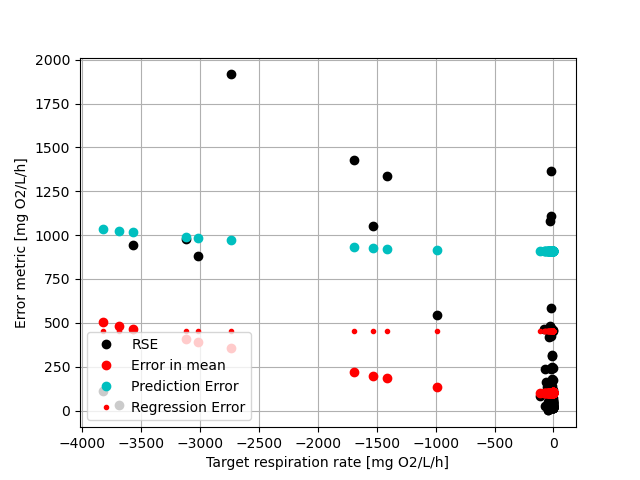 2000
1750
1500
1250
1000
750
500
250
0
Error metric [mg O2/L/h]
RSE
Error in mean
Prediction Error
Regression Error
−4000 −3500 −3000 −2500 −2000 −1500 −1000 −500 0
Target respiration rate [mg O2/L/h]